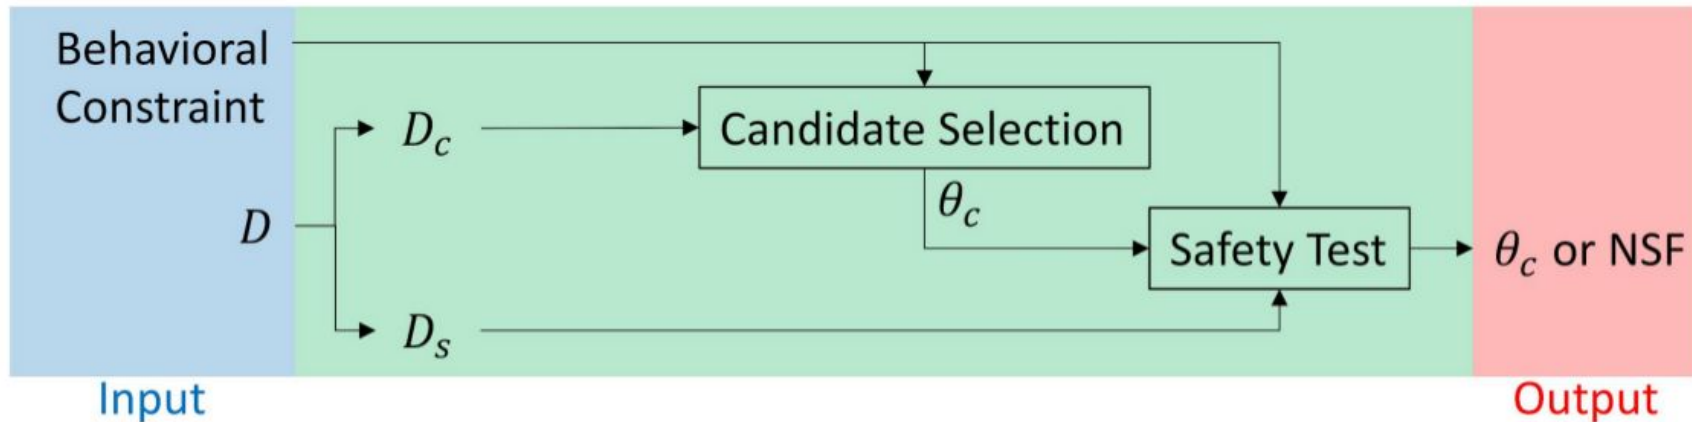 Behavioral
Constraint
D_c
Candidate Selection
θ_c
D
Safety Test
θ_c or NSF
D_s
Input
Output